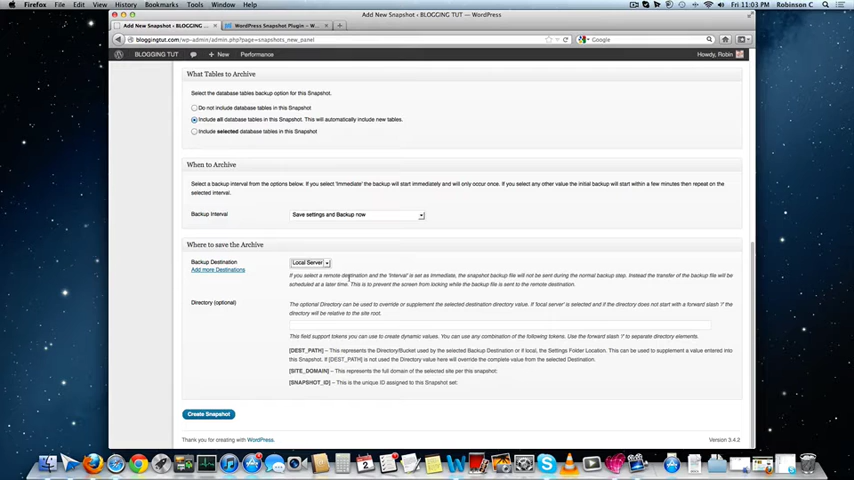 Firefox File Edit View History Bookmarks Tools Window Help Fri 11:03 PM Robinson C
Add New Snapshot ‹ BLOGGING TUT — WordPress
Add New Snapshot ‹ BLOGGING ... WordPress Snapshot Plugin - W...
bloggingtut.com/wp-admin/admin.php?page=snapshots_new_panel Google
BLOGGING TUT + New Performance Howdy, Robin
What Tables to Archive
Select the database tables backup option for this Snapshot.
Do not include database tables in this Snapshot
Include all database tables in this Snapshot. This will automatically include new tables.
Include selected database tables in this Snapshot
When to Archive
Select a backup interval from the options below. If you select 'Immediate' the backup will start immediately and will only occur once. If you select any other value the initial backup will start within a few minutes then repeat on the
selected interval.
Backup Interval Save settings and Backup now
Where to save the Archive
Backup Destination Local Server
Add more Destinations
If you select a remote destination and the 'Interval' is set as Immediate, the snapshot backup file will not be sent during the normal backup step. Instead the transfer of the backup file will be
scheduled at a later time. This is to prevent the screen from locking while the backup file is sent to the remote destination.
Directory (optional)
The optional Directory can be used to override or supplement the selected destination directory value. If 'local server' is selected and if the directory does not start with a forward slash '/' the
directory will be relative to the site root.
This field support tokens you can use to create dynamic values. You can use any combination of the following tokens. Use the forward slash '/' to separate directory elements.
[DEST_PATH] – This represents the Directory/Bucket used by the selected Backup Destination or if local, the Settings Folder Location. This can be used to supplement a value entered into
this Snapshot. If [DEST_PATH] is not used the Directory value here will override the complete value from the selected Destination.
[SITE_DOMAIN] – This represents the full domain of the selected site per this snapshot:
[SNAPSHOT_ID] – This is the unique ID assigned to this Snapshot set:
Create Snapshot
Thank you for creating with WordPress. Version 3.4.2